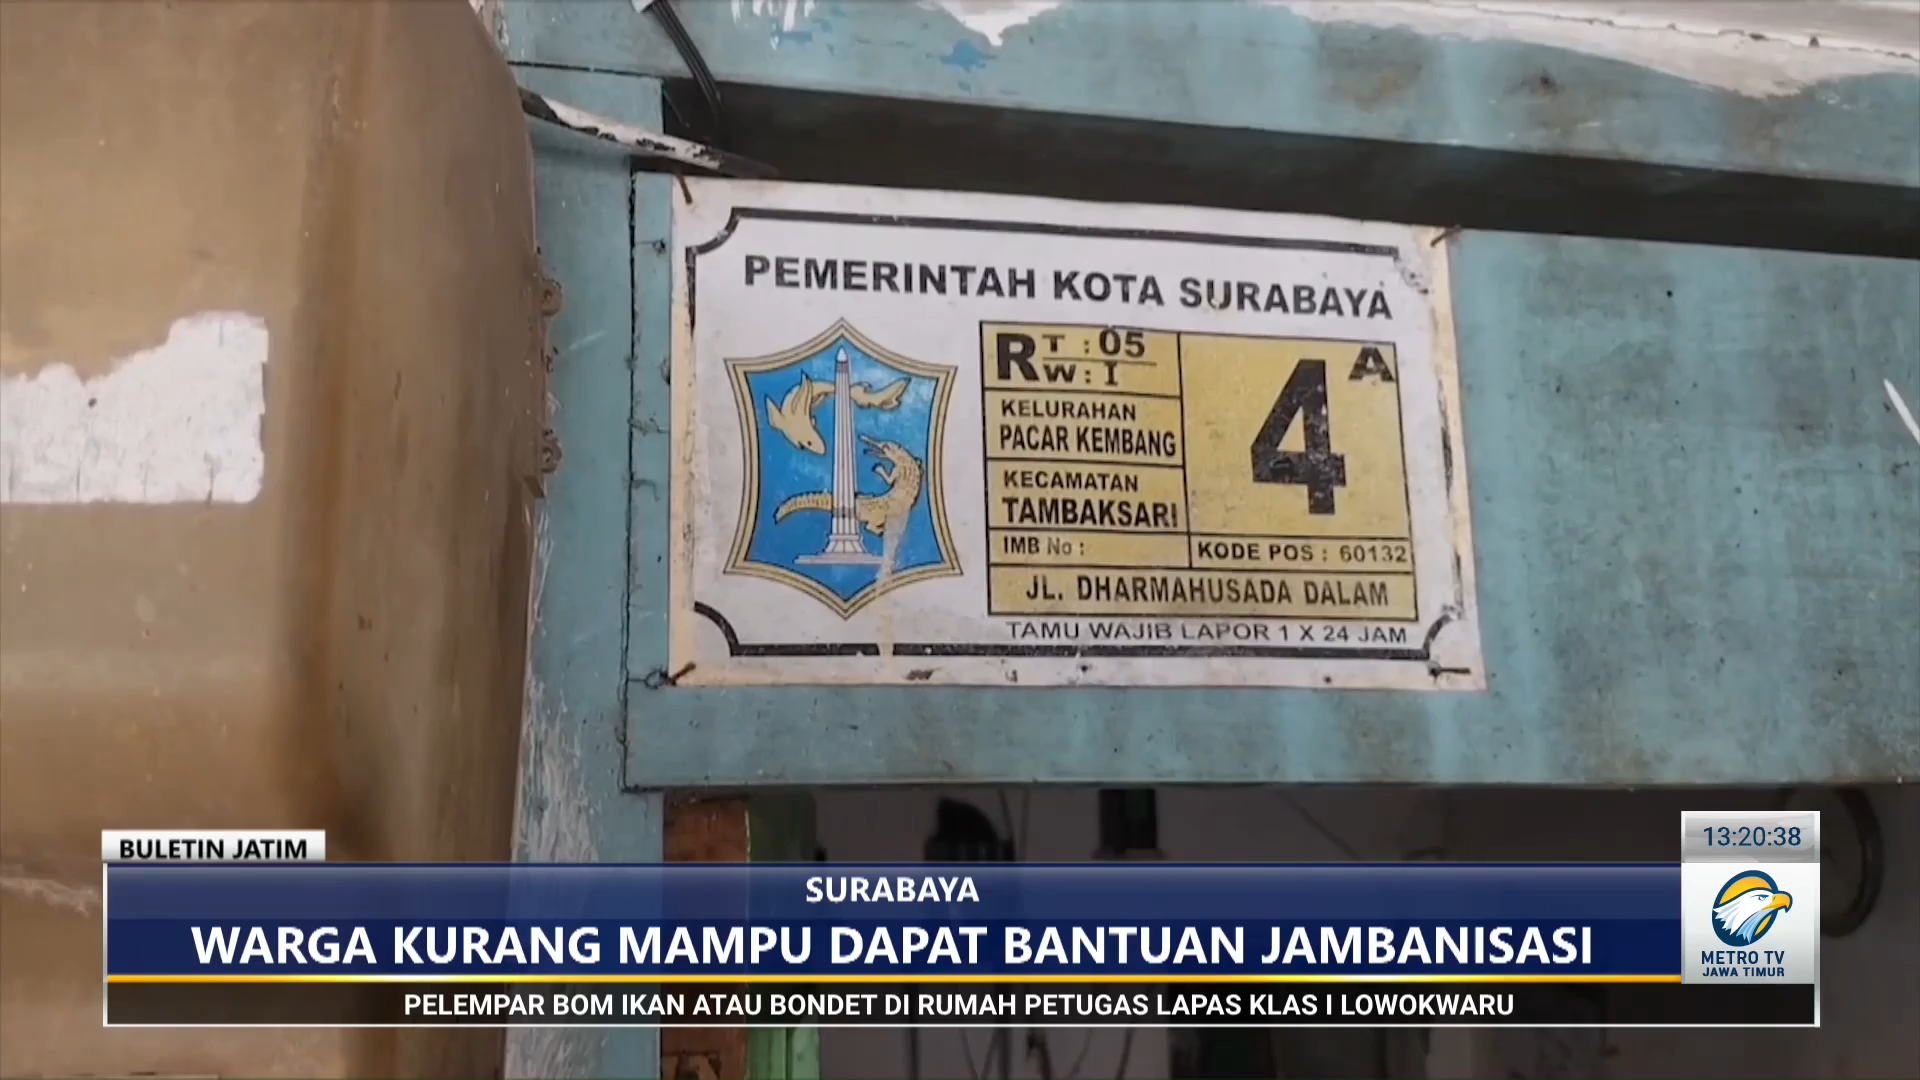 PEMERINTAH KOTA SURABAYA
RT : 05
RW : I
4 A
KELURAHAN
PACAR KEMBANG
KECAMATAN
TAMBAKSARI
IMB No :
KODE POS : 60132
JL. DHARMAHUSADA DALAM
TAMU WAJIB LAPOR 1 X 24 JAM
BULETIN JATIM
13:20:38
SURABAYA
WARGA KURANG MAMPU DAPAT BANTUAN JAMBANISASI
METRO TV
JAWA TIMUR
PELEMPAR BOM IKAN ATAU BONDET DI RUMAH PETUGAS LAPAS KLAS I LOWOKWARU